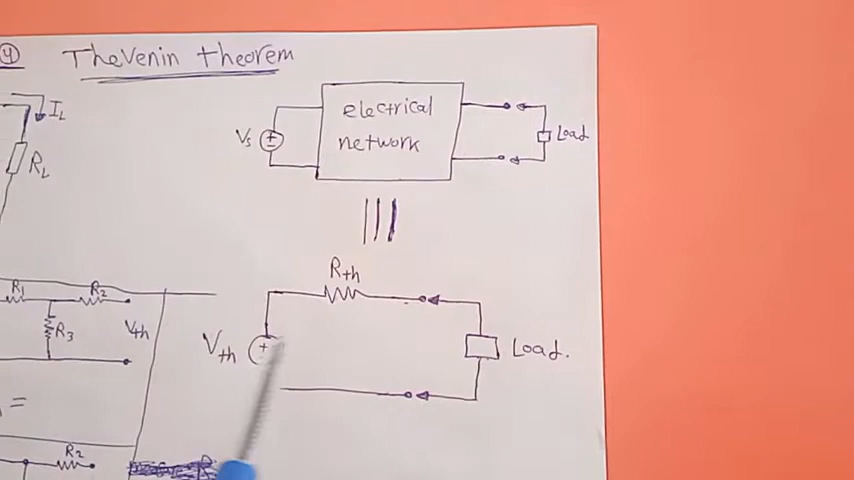 4 Thevenin theorem
IL
RL
electrical
network
Vs
Load
Rth
Vth
Load.
R1 R2
R3
Vth
=
R2